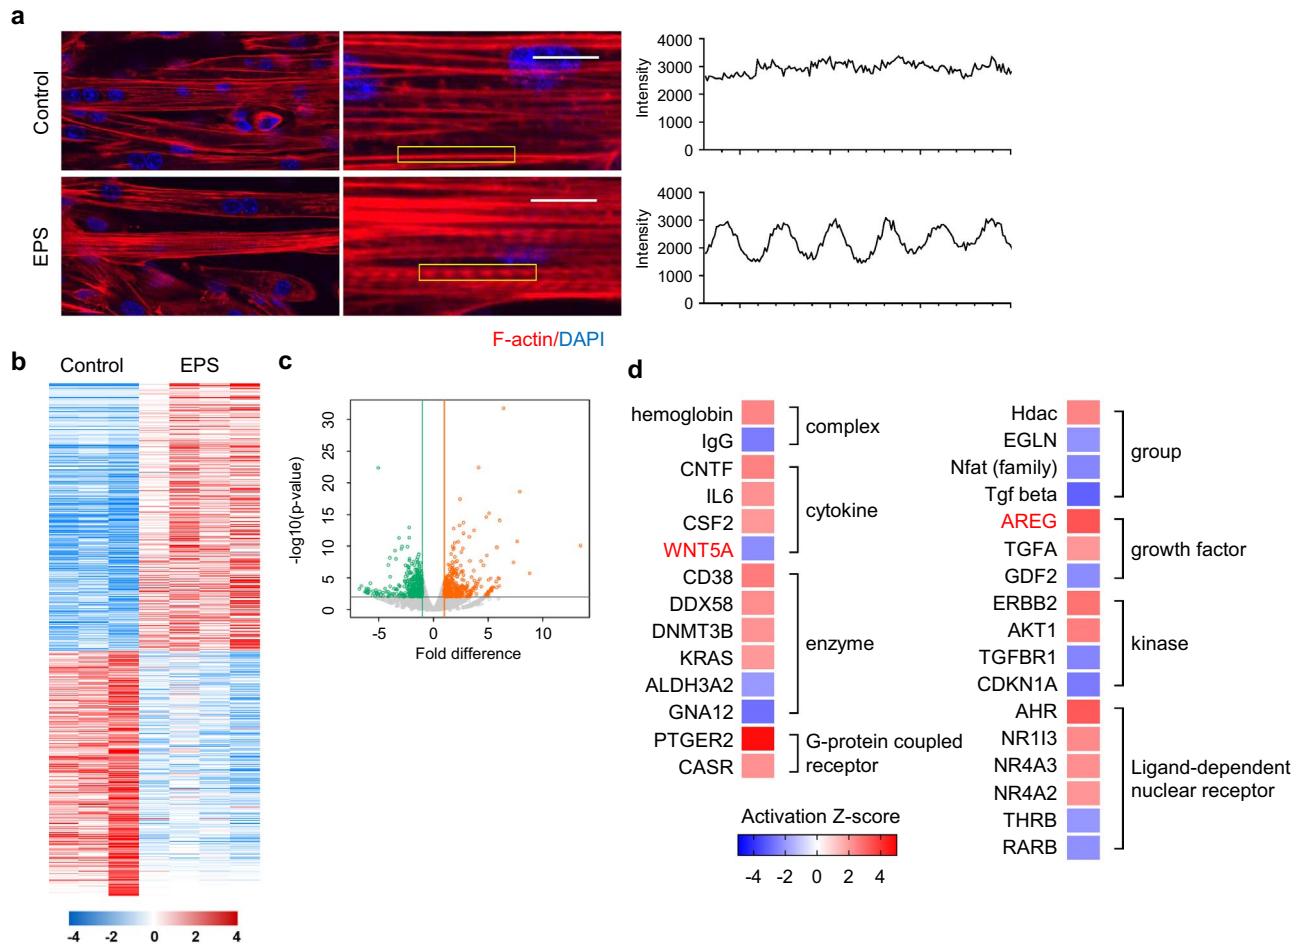 a
Control
EPS
4000
3000
2000
1000
0
Intensity
4000
3000
2000
1000
0
Intensity
F-actin/DAPI
b
Control EPS
-4 -2 0 2 4
c
-log10(p-value)
30
25
20
15
10
5
0
-5 0 5 10
Fold difference
d
hemoglobin
IgG
complex
CNTF
IL6
CSF2
WNT5A
cytokine
CD38
DDX58
DNMT3B
KRAS
ALDH3A2
GNA12
enzyme
PTGER2
CASR
G-protein coupled
receptor
Activation Z-score
-4 -2 0 2 4
Hdac
EGLN
Nfat (family)
Tgf beta
group
AREG
TGFA
GDF2
growth factor
ERBB2
AKT1
TGFBR1
CDKN1A
kinase
AHR
NR1I3
NR4A3
NR4A2
THRB
RARB
Ligand-dependent
nuclear receptor